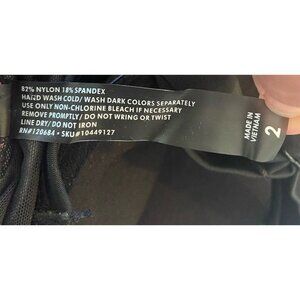 82% NYLON 18% SPANDEX
HAND WASH COLD/ WASH DARK COLORS SEPARATELY
USE ONLY NON-CHLORINE BLEACH IF NECESSARY
REMOVE PROMPTLY/ DO NOT WRING OR TWIST
LINE DRY/ DO NOT IRON
RN#120684 • SKU#10449127
MADE IN
VIETNAM
2